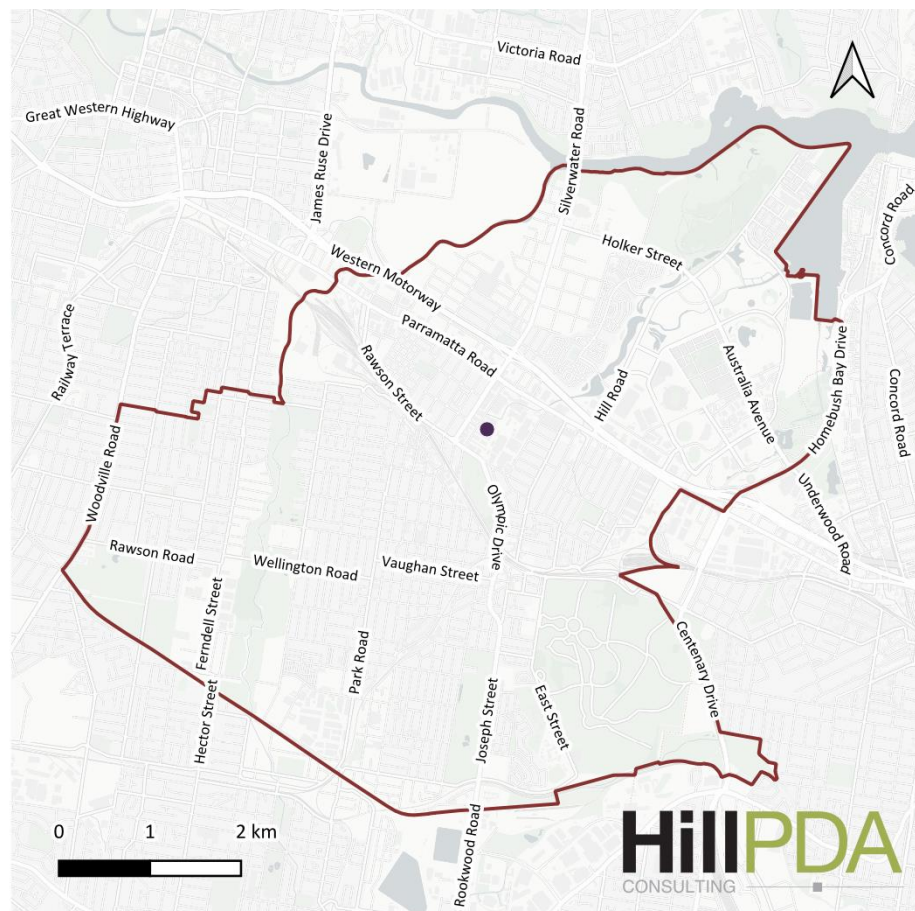 Victoria Road
Great Western Highway
James Ruse Drive
Silverwater Road
Concord Road
Holker Street
Western Motorway
Parramatta Road
Railway Terrace
Rawson Street
Hill Road
Australia Avenue
Homebush Bay Drive
Concord Road
Woodville Road
Olympic Drive
Underwood Road
Rawson Road
Wellington Road
Vaughan Street
Ferndell Street
Park Road
Centenary Drive
East Street
Hector Street
Joseph Street
Rookwood Road
0 1 2 km
HillPDA
CONSULTING